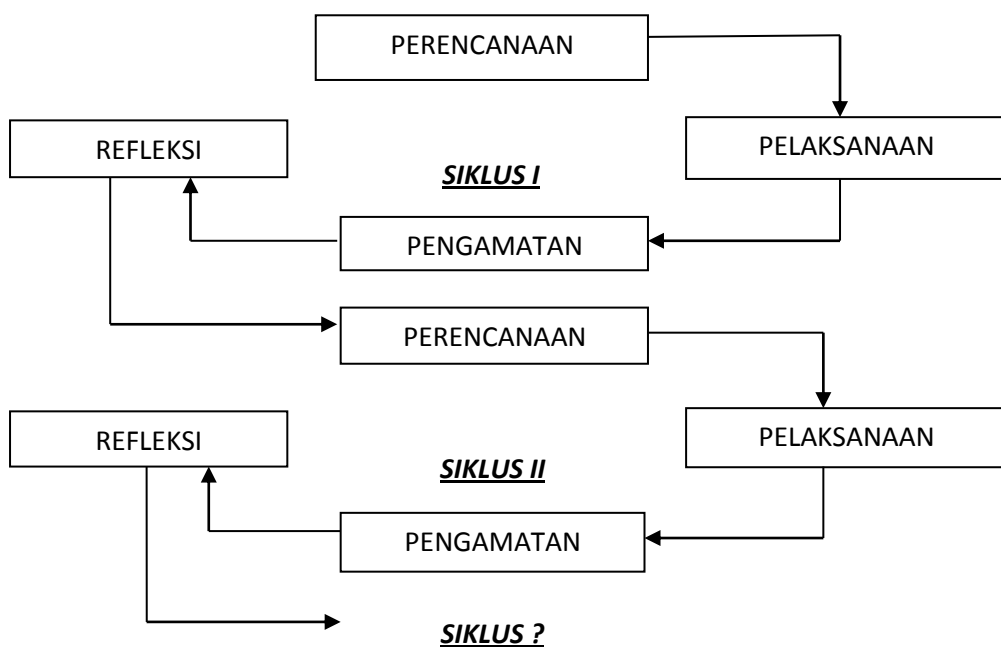 PERENCANAAN
PELAKSANAAN
REFLEKSI
SIKLUS I
PENGAMATAN
PERENCANAAN
PELAKSANAAN
REFLEKSI
SIKLUS II
PENGAMATAN
SIKLUS ?